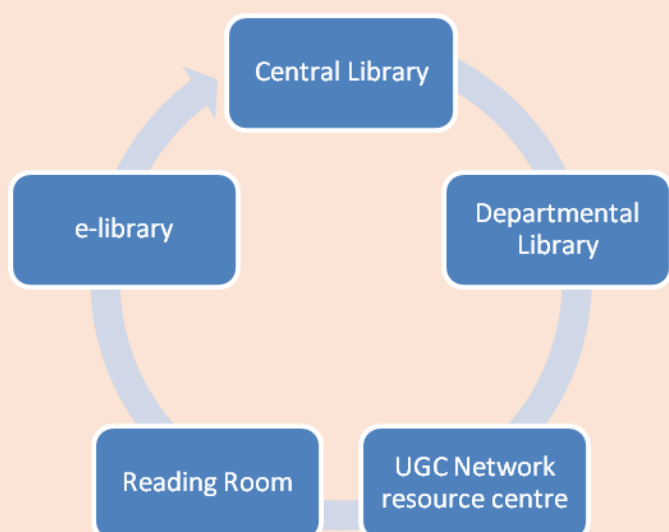 Central Library
Departmental
Library
UGC Network
resource centre
Reading Room
e-library